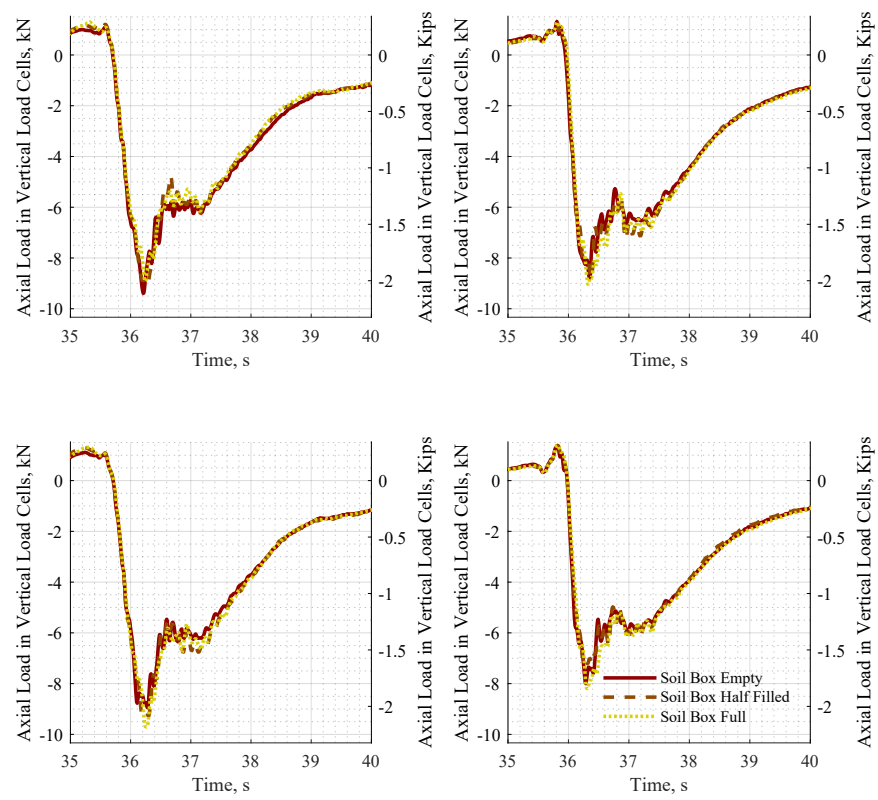 Axial Load in Vertical Load Cells, kN
0
-2
-4
-6
-8
-10
35 36 37 38 39 40
Time, s
0
-0.5
-1
-1.5
-2
Axial Load in Vertical Load Cells, Kips
Axial Load in Vertical Load Cells, kN
0
-2
-4
-6
-8
-10
35 36 37 38 39 40
Time, s
0
-0.5
-1
-1.5
-2
Axial Load in Vertical Load Cells, Kips
Axial Load in Vertical Load Cells, kN
0
-2
-4
-6
-8
-10
35 36 37 38 39 40
Time, s
0
-0.5
-1
-1.5
-2
Axial Load in Vertical Load Cells, Kips
Axial Load in Vertical Load Cells, kN
0
-2
-4
-6
-8
-10
35 36 37 38 39 40
Time, s
0
-0.5
-1
-1.5
-2
Axial Load in Vertical Load Cells, Kips
Soil Box Empty
Soil Box Half Filled
Soil Box Full